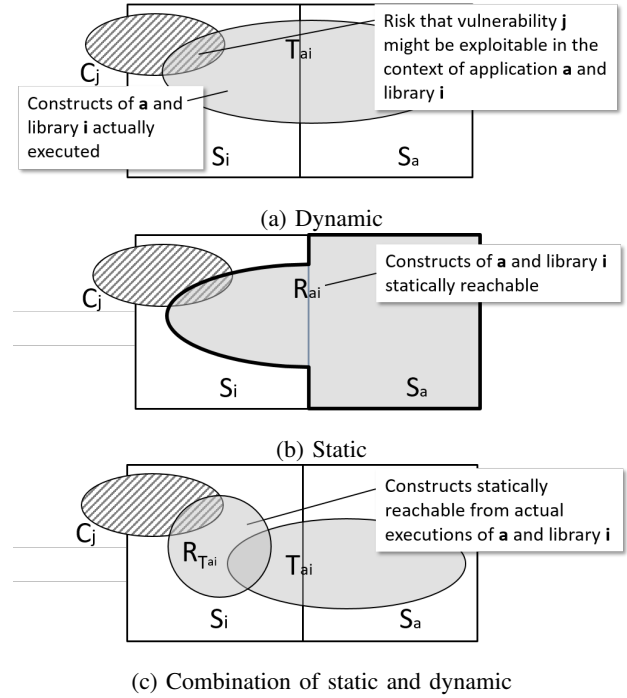 Risk that vulnerability j
might be exploitable in the
context of application a and
library i
Tai
Cj
Constructs of a and
library i actually
executed
Si
Sa
(a) Dynamic
Constructs of a and library i
statically reachable
Rai
Cj
Si
Sa
(b) Static
Constructs statically
reachable from actual
executions of a and library i
Cj
RTai
Tai
Si
Sa
(c) Combination of static and dynamic